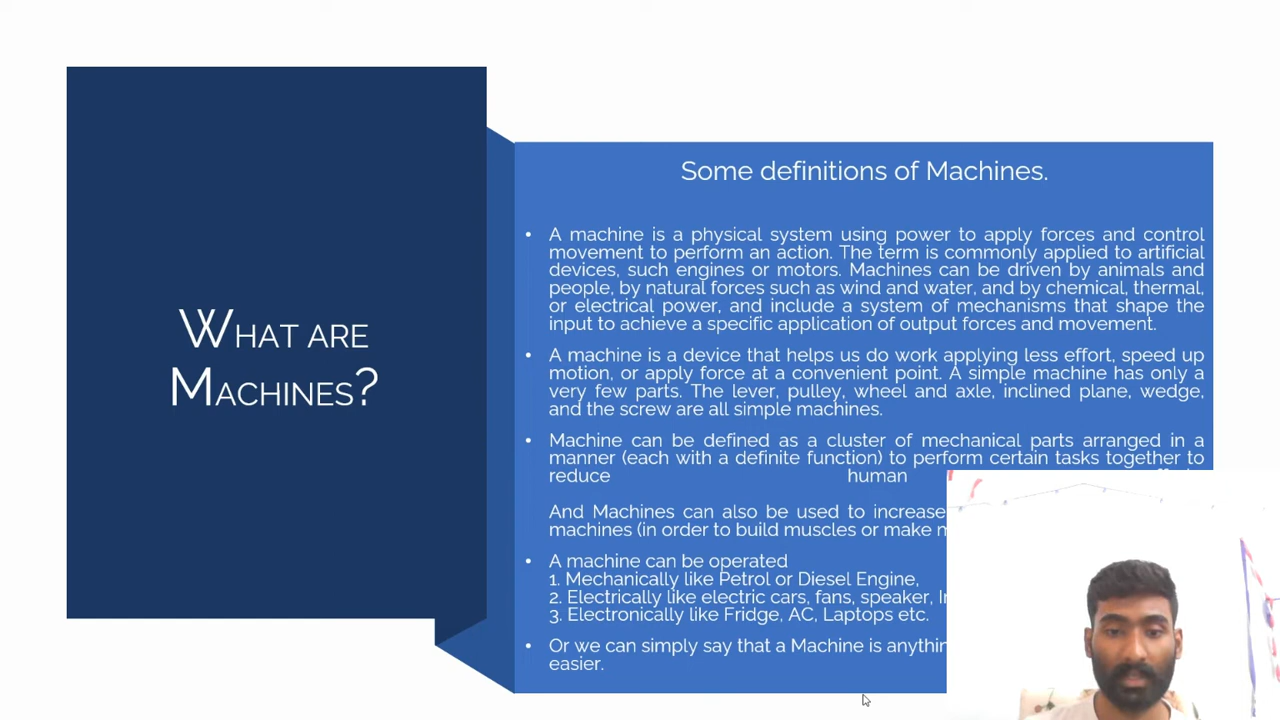 WHAT ARE
MACHINES?
Some definitions of Machines.
• A machine is a physical system using power to apply forces and control
movement to perform an action. The term is commonly applied to artificial
devices, such engines or motors. Machines can be driven by animals and
people, by natural forces such as wind and water, and by chemical, thermal,
or electrical power, and include a system of mechanisms that shape the
input to achieve a specific application of output forces and movement.
• A machine is a device that helps us do work applying less effort, speed up
motion, or apply force at a convenient point. A simple machine has only a
very few parts. The lever, pulley, wheel and axle, inclined plane, wedge,
and the screw are all simple machines.
• Machine can be defined as a cluster of mechanical parts arranged in a
manner (each with a definite function) to perform certain tasks together to
reduce human
And Machines can also be used to increase
machines (in order to build muscles or make
• A machine can be operated
1. Mechanically like Petrol or Diesel Engine,
2. Electrically like electric cars, fans, speaker,
3. Electronically like Fridge, AC, Laptops etc.
• Or we can simply say that a Machine is
easier.